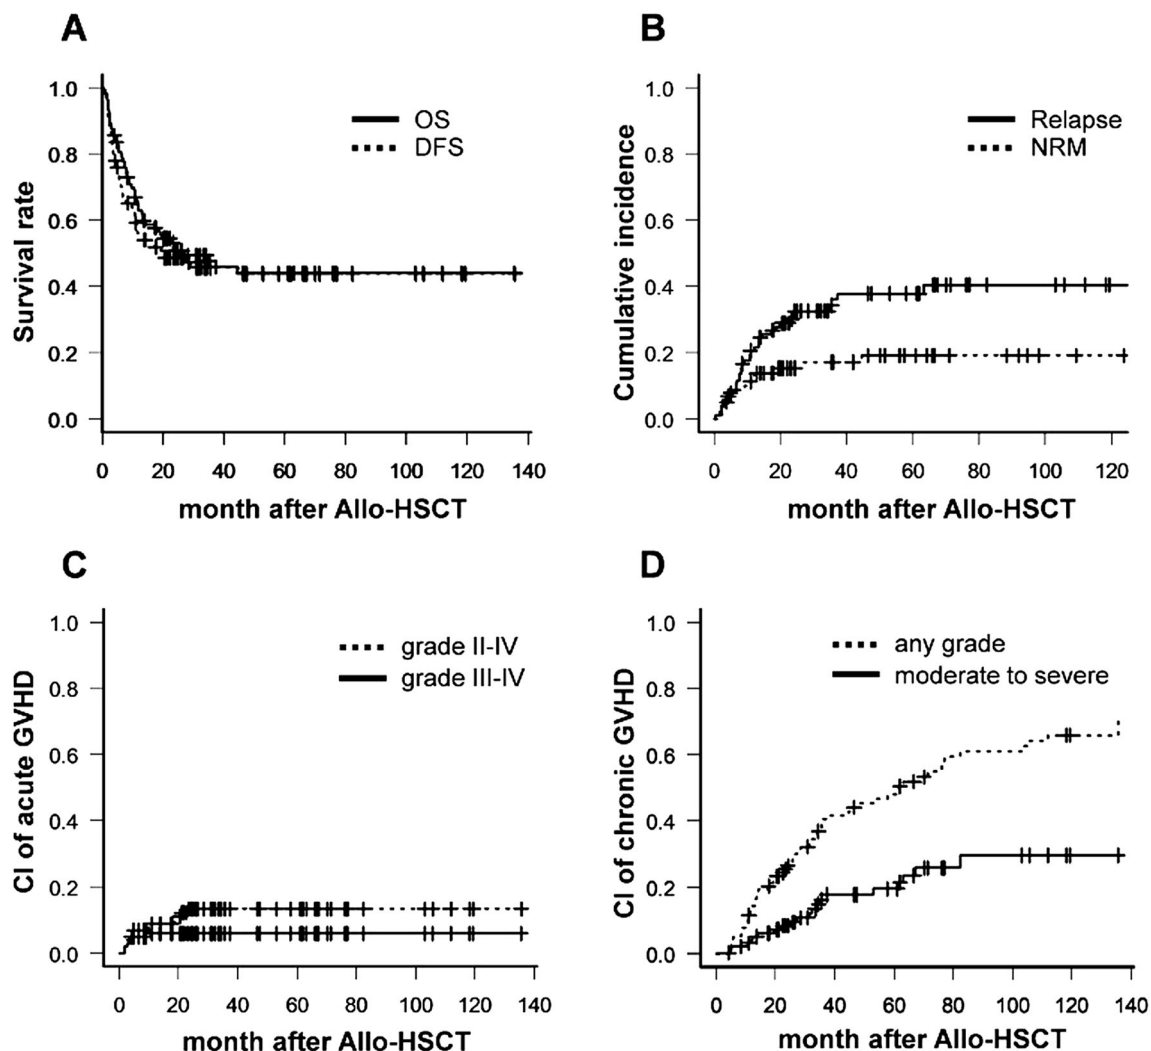 A
Survival rate
1.0
0.8
0.6
0.4
0.2
0.0
OS
DFS
0 20 40 60 80 100 120 140
month after Allo-HSCT
B
Cumulative incidence
1.0
0.8
0.6
0.4
0.2
0.0
Relapse
NRM
0 20 40 60 80 100 120
month after Allo-HSCT
C
CI of acute GVHD
1.0
0.8
0.6
0.4
0.2
0.0
grade II-IV
grade III-IV
0 20 40 60 80 100 120 140
month after Allo-HSCT
D
CI of chronic GVHD
1.0
0.8
0.6
0.4
0.2
0.0
any grade
moderate to severe
0 20 40 60 80 100 120 140
month after Allo-HSCT